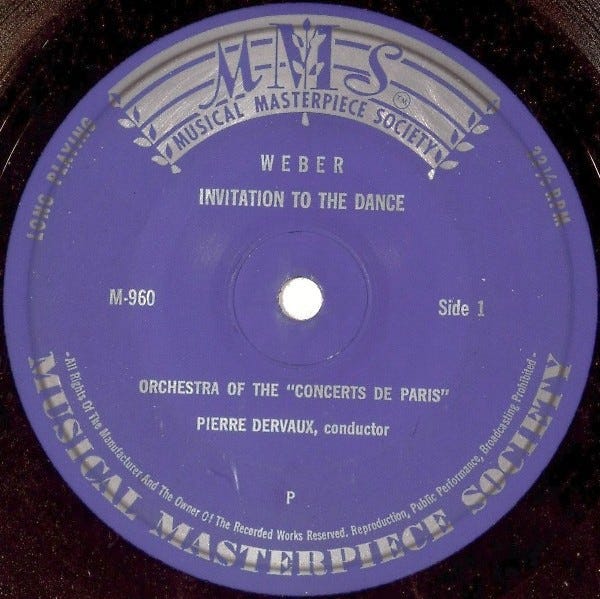 MMS
TM
MUSICAL MASTERPIECE SOCIETY
LONG PLAYING
33⅓ RPM
WEBER
INVITATION TO THE DANCE
M-960
Side 1
ORCHESTRA OF THE "CONCERTS DE PARIS"
PIERRE DERVAUX, conductor
P
- All Rights Of The Manufacturer And The Owner Of The Recorded Works Reserved. Reproduction, Public Performance, Broadcasting Prohibited -
MUSICAL MASTERPIECE SOCIETY